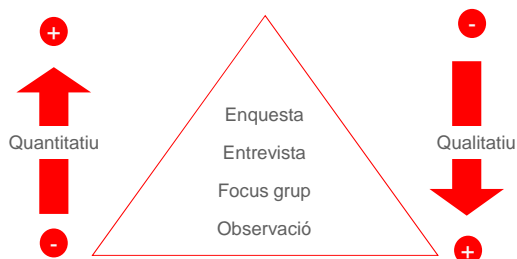 +
-
Enquesta
Quantitatiu
Qualitatiu
Entrevista
Focus grup
Observació
-
+